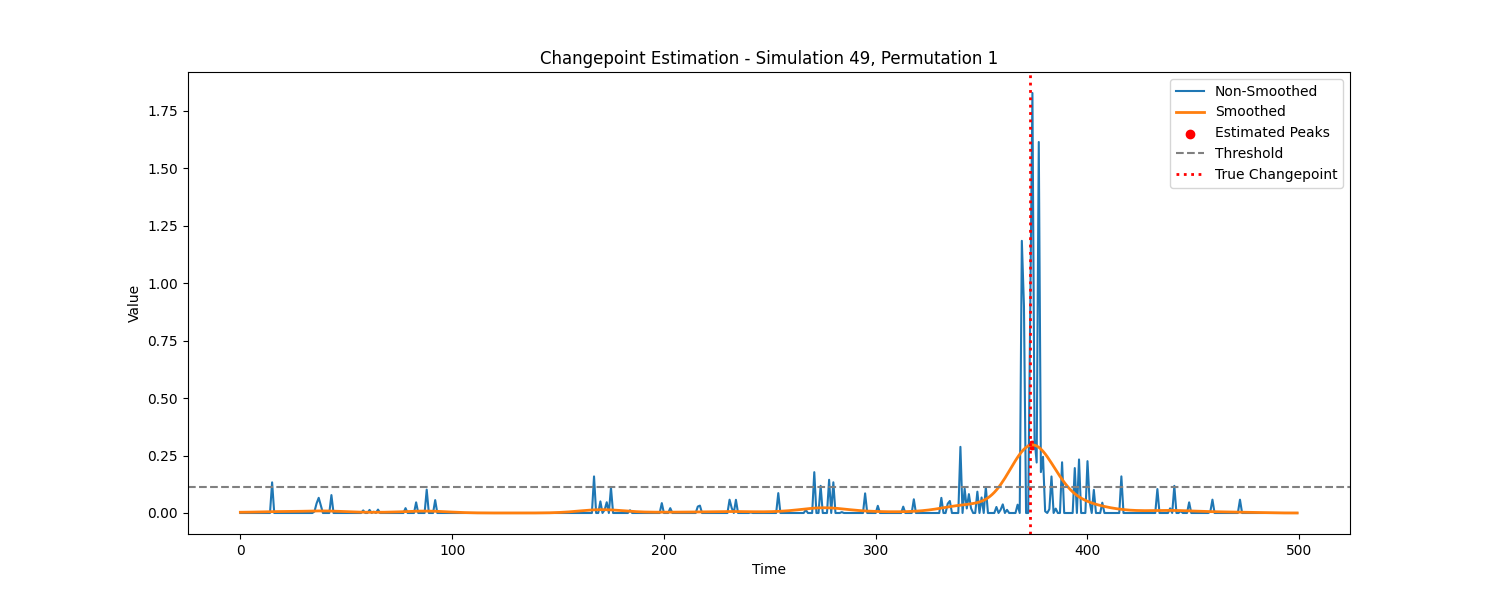 Changepoint Estimation - Simulation 49, Permutation 1
Non-Smoothed
Smoothed
Estimated Peaks
Threshold
True Changepoint
1.75
1.50
1.25
1.00
0.75
0.50
0.25
0.00
Value
0
100
200
300
400
500
Time